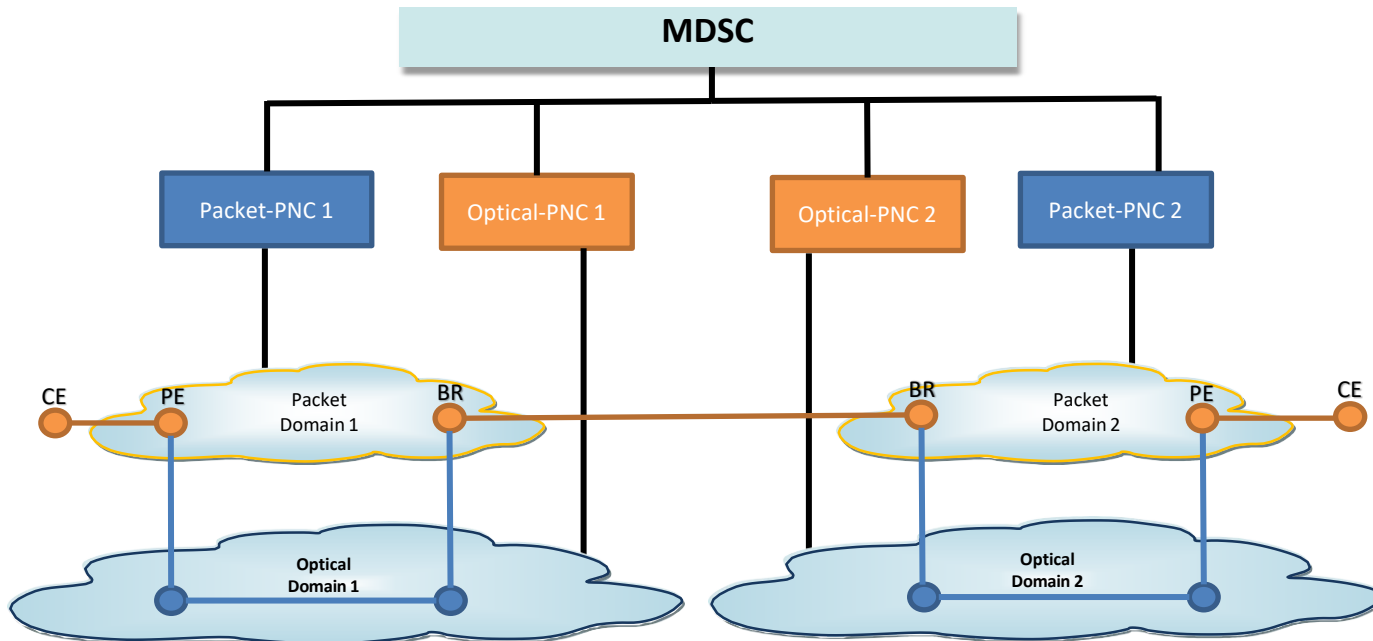 MDSC
Packet-PNC 1
Optical-PNC 1
Optical-PNC 2
Packet-PNC 2
CE
PE
Packet
Domain 1
BR
BR
Packet
Domain 2
PE
CE
Optical
Domain 1
Optical
Domain 2